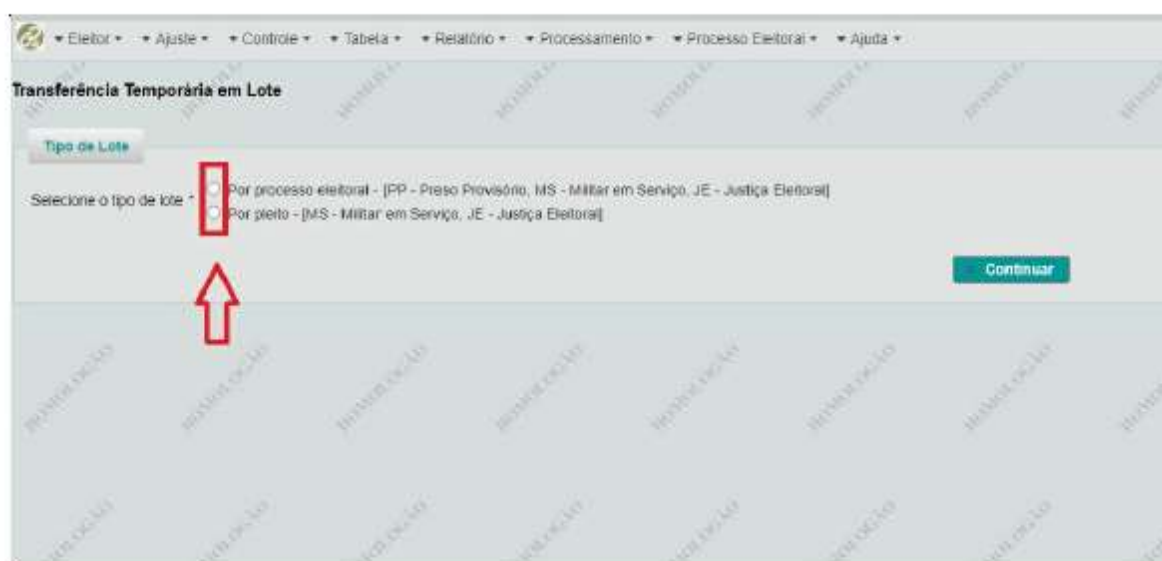 Eleitor Ajuste Controle Tabela Relatório Processamento Processo Eleitoral Ajuda
Transferência Temporária em Lote
Tipo de Lote
Selecione o tipo de lote *
Por processo eleitoral - [PP - Preso Provisório, MS - Militar em Serviço, JE - Justiça Eleitoral]
Por pleito - [MS - Militar em Serviço, JE - Justiça Eleitoral]
Continuar
HOMOLOGAÇÃO